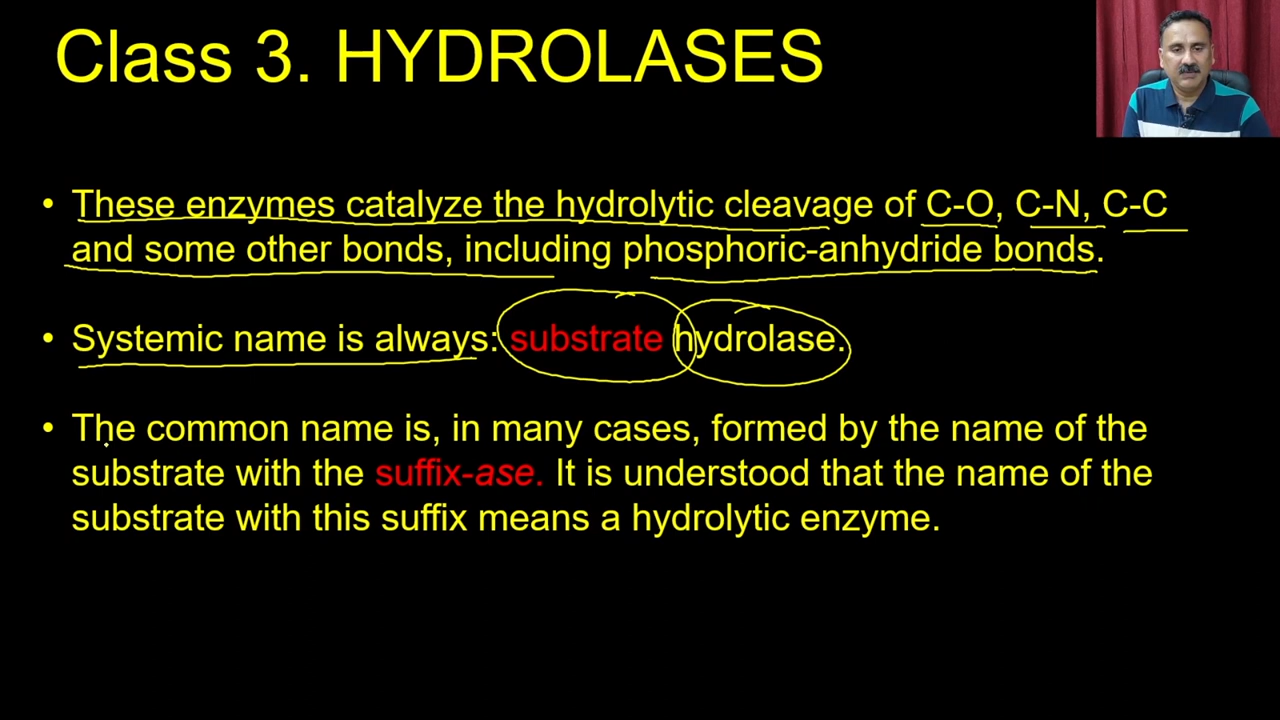 Class 3. HYDROLASES
• These enzymes catalyze the hydrolytic cleavage of C-O, C-N, C-C
and some other bonds, including phosphoric-anhydride bonds.
• Systemic name is always: substrate hydrolase.
• The common name is, in many cases, formed by the name of the
substrate with the suffix-ase. It is understood that the name of the
substrate with this suffix means a hydrolytic enzyme.